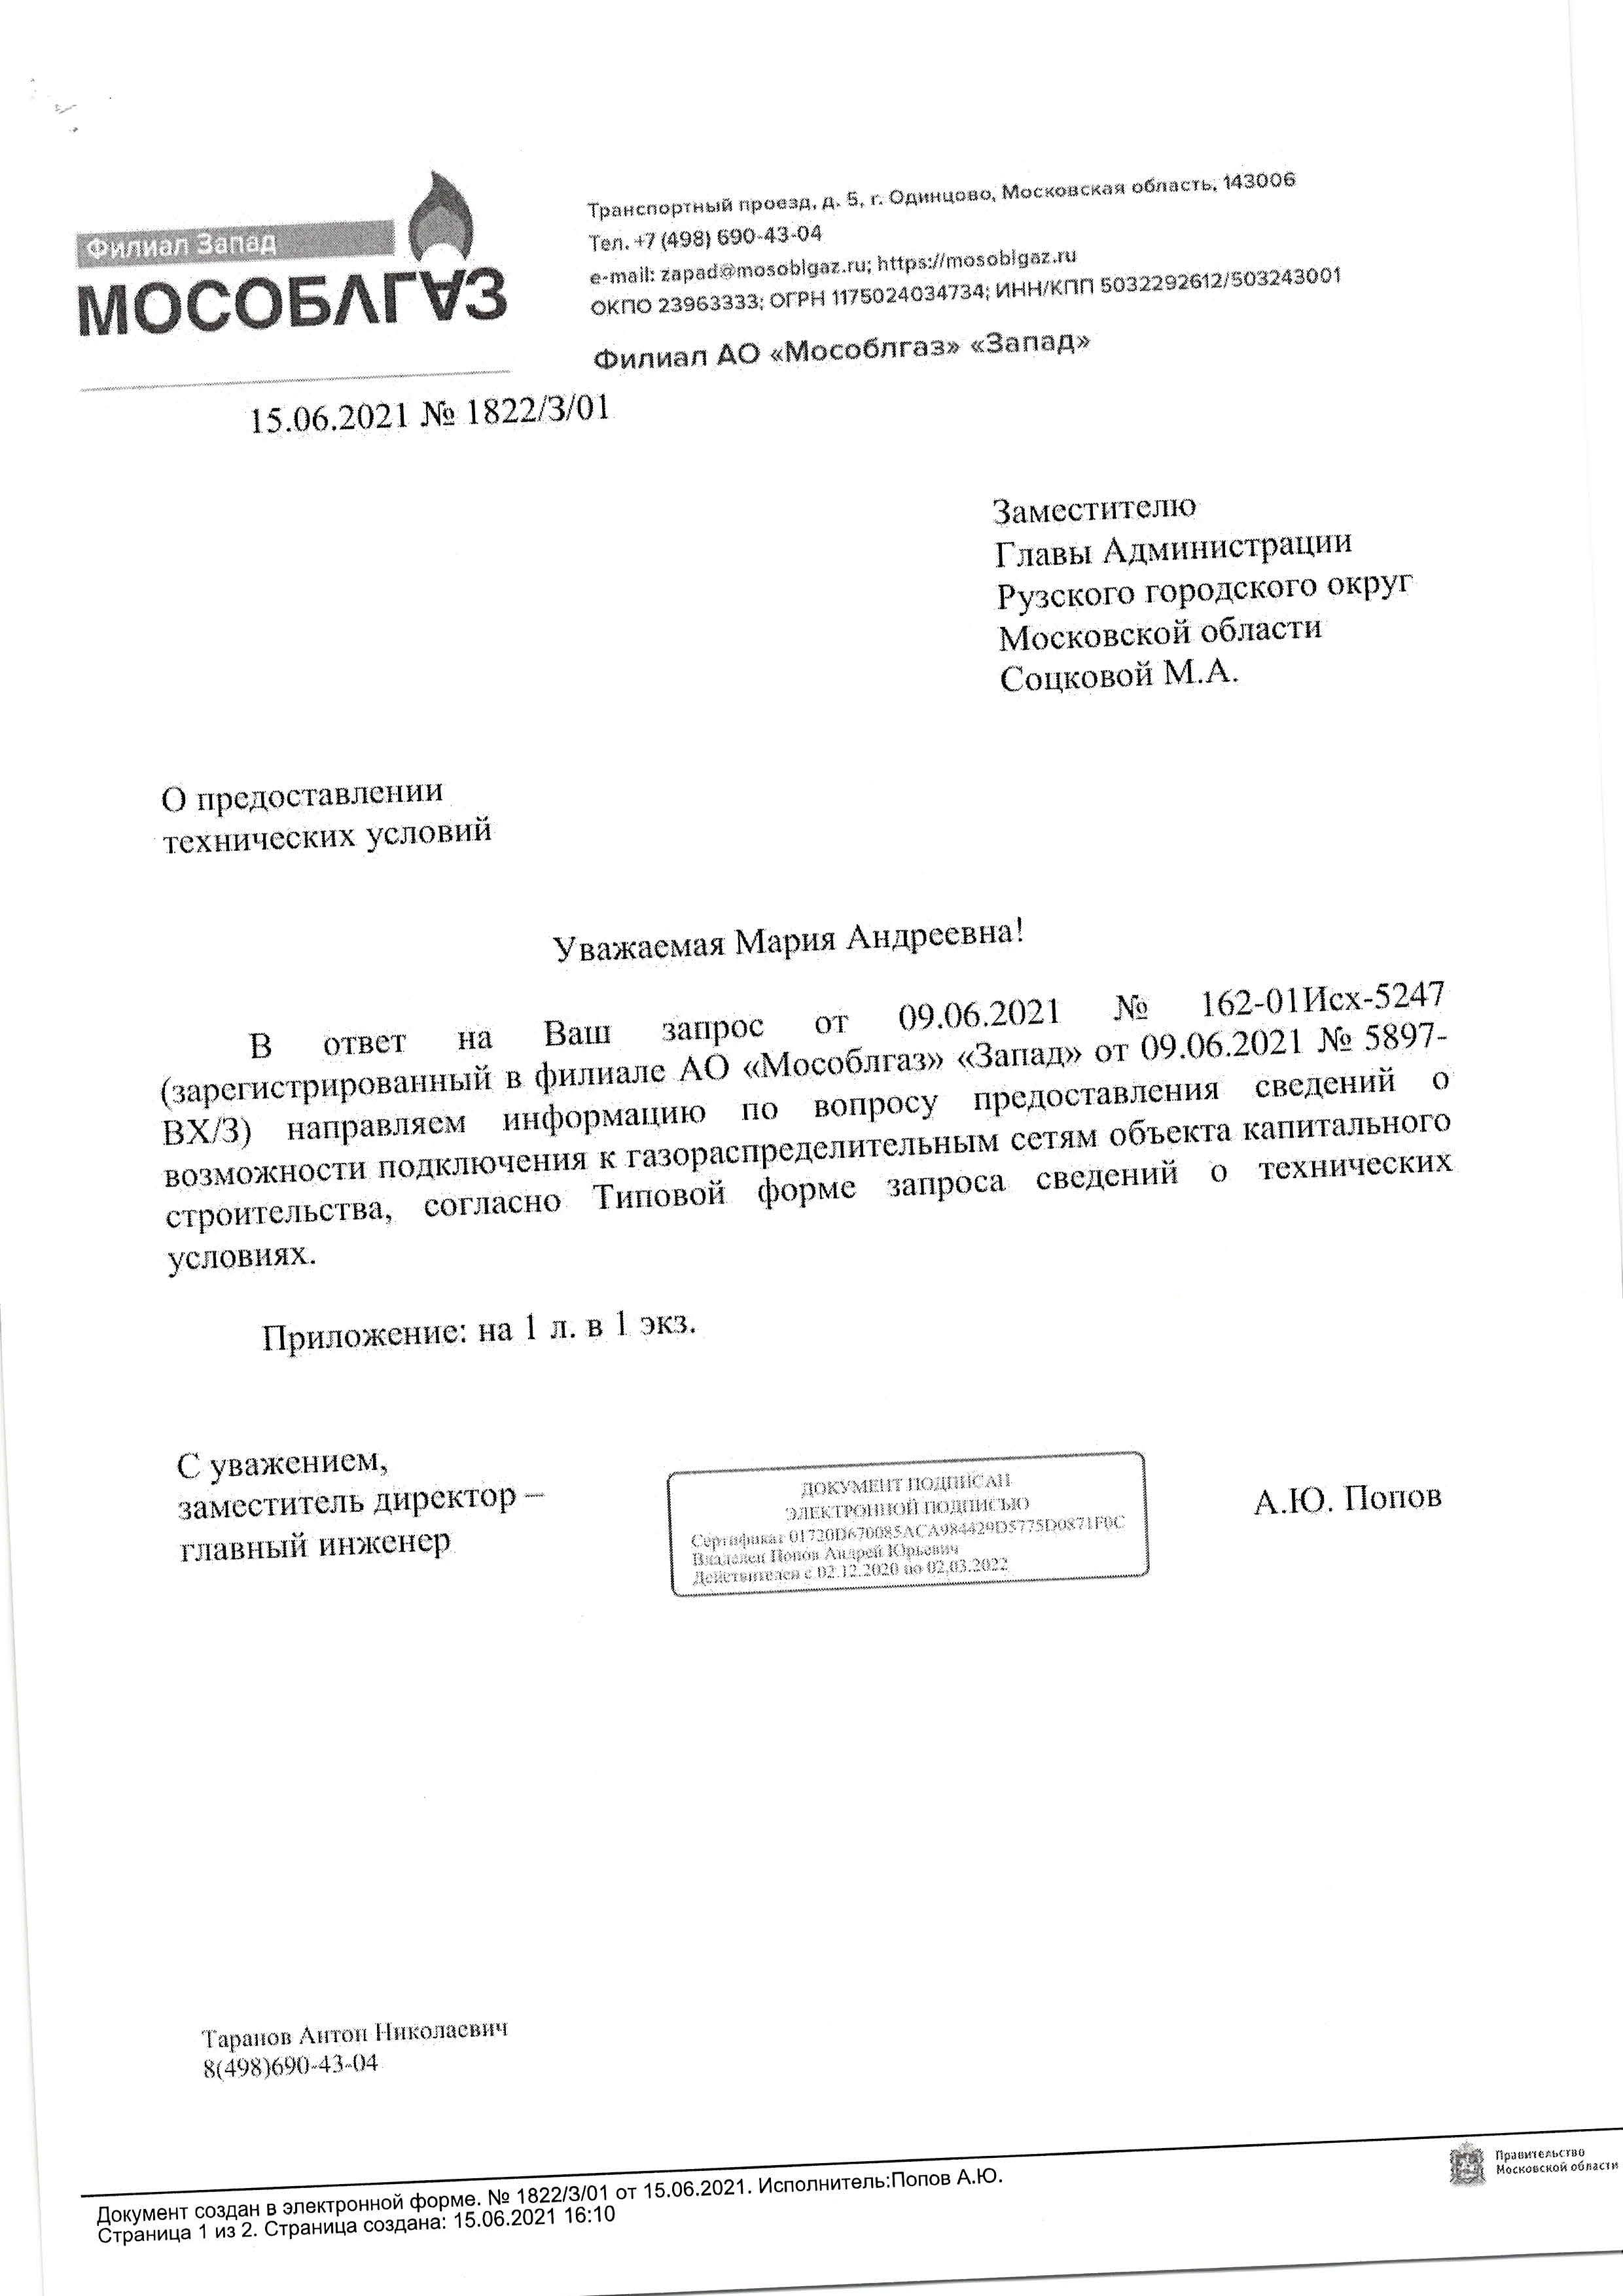 Филиал Запад
МОСОБЛГАЗ
Транспортный проезд, д. 5, г. Одинцово, Московская область, 143006
Тел. +7 (498) 690-43-04
e-mail: zapad@mosoblgaz.ru; https://mosoblgaz.ru
ОКПО 23963333; ОГРН 1175024034734; ИНН/КПП 5032292612/503243001
Филиал АО «Мособлгаз» «Запад»
15.06.2021 № 1822/З/01
Заместителю
Главы Администрации
Рузского городского округ
Московской области
Соцковой М.А.
О предоставлении
технических условий
Уважаемая Мария Андреевна!
В ответ на Ваш запрос от 09.06.2021 № 162-01Исх-5247
(зарегистрированный в филиале АО «Мособлгаз» «Запад» от 09.06.2021 № 5897-
ВХ/З) направляем информацию по вопросу предоставления сведений о
возможности подключения к газораспределительным сетям объекта капитального
строительства, согласно Типовой форме запроса сведений о технических
условиях.
Приложение: на 1 л. в 1 экз.
С уважением,
заместитель директор –
главный инженер
ДОКУМЕНТ ПОДПИСАН
ЭЛЕКТРОННОЙ ПОДПИСЬЮ
Сертификат 01720D670085ACA984429D5775D0871F0C
Владелец Попов Андрей Юрьевич
Действителен с 02.12.2020 по 02.03.2022
А.Ю. Попов
Таранов Антон Николаевич
8(498)690-43-04
Документ создан в электронной форме. № 1822/З/01 от 15.06.2021. Исполнитель:Попов А.Ю.
Страница 1 из 2. Страница создана: 15.06.2021 16:10
Правительство
Московской области